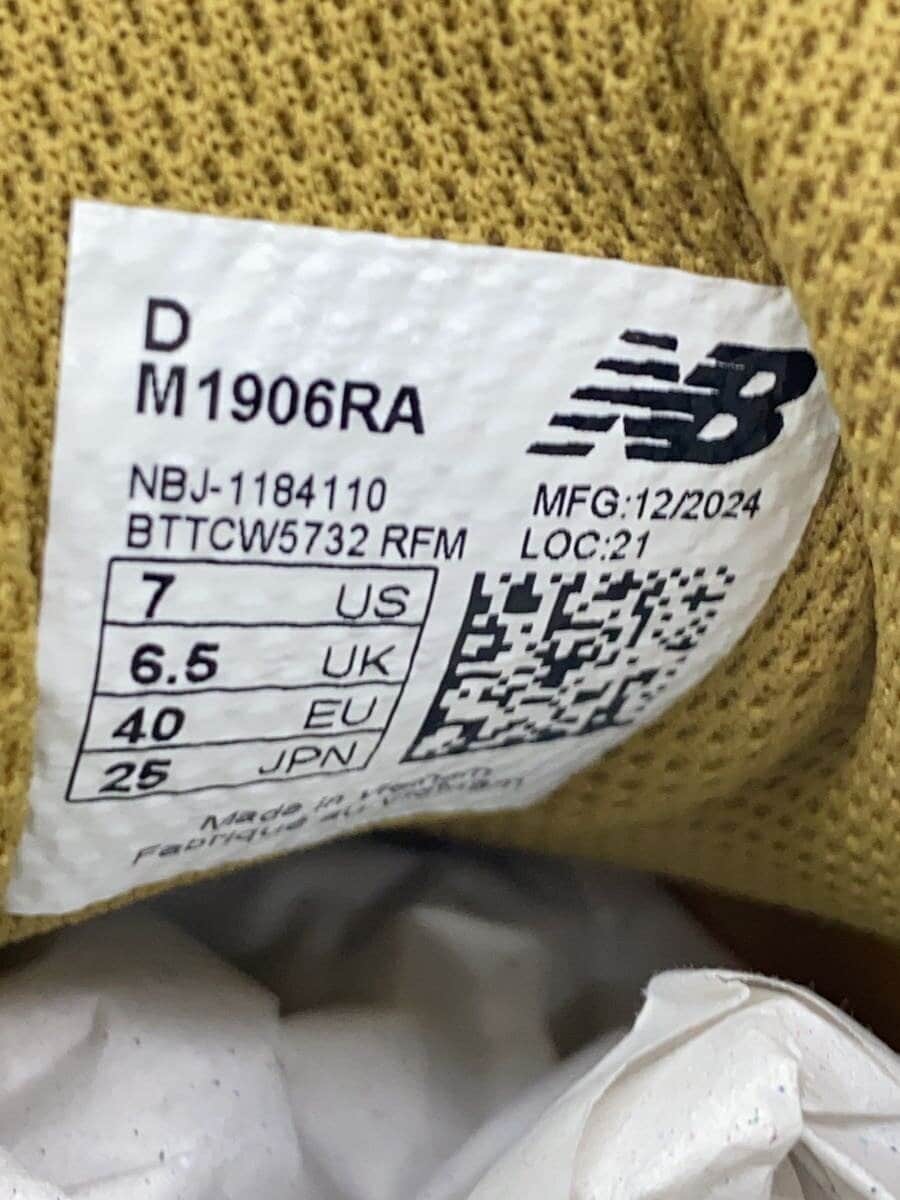 D
M1906RA
NB
NBJ-1184110
MFG:12/2024
BTTCW5732 RFM
LOC:21
7 US
6.5 UK
40 EU
25 JPN
Made in Vietnam
Fabriqué au Vietnam